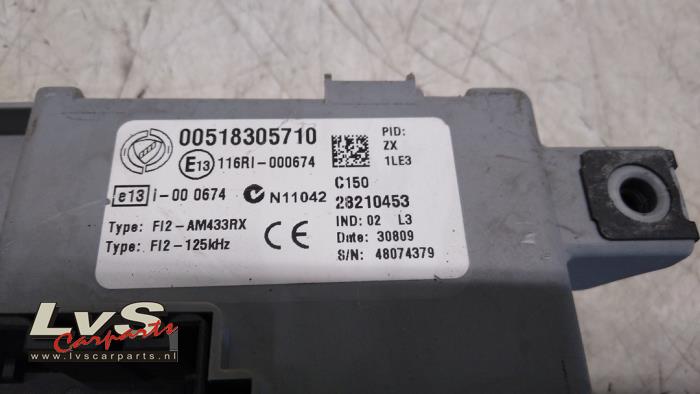 00518305710
E13 116RI-000674
e13 I-00 0674 N11042
Type: FI2-AM433RX
Type: FI2-125kHz
CE
PID:
ZX
1LE3
C150
28210453
IND: 02 L3
Date: 30809
S/N: 48074379
LvS
Carparts
www.lvscarparts.nl